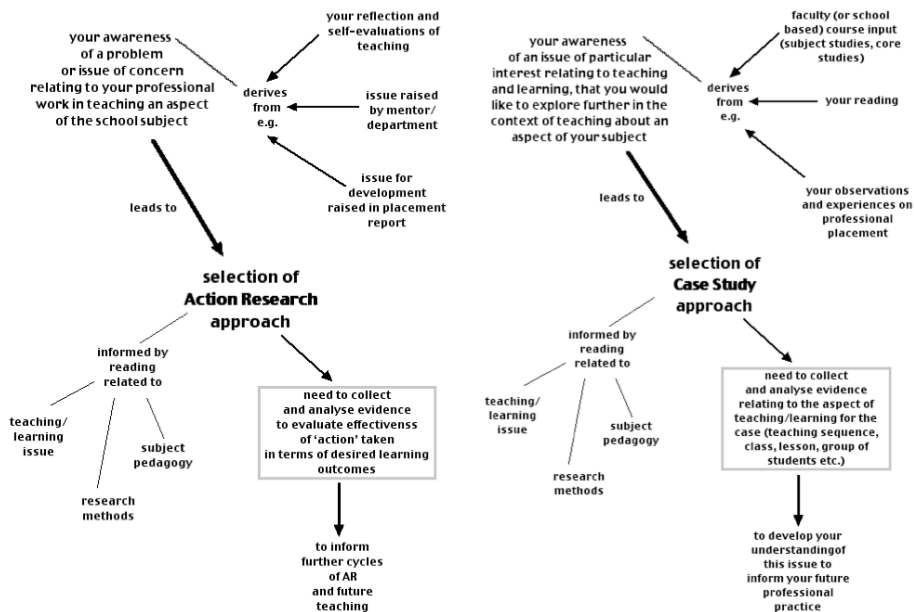 your awareness
of a problem
or issue of concern
relating to your professional
work in teaching an aspect
of the school subject
your reflection and
self-evaluations of
teaching
derives
from
e.g.
issue raised
by mentor/
department
issue for
development
raised in placement
report
leads to
selection of
Action Research
approach
informed by
reading
related to
teaching/
learning issue
subject
pedagogy
research
methods
need to collect
and analyse evidence
to evaluate effectivenss
of ‘action’ taken
in terms of desired learning
outcomes
to inform
further cycles
of AR
and future
teaching
your awareness
of an issue of particular
interest relating to teaching
and learning, that you would
like to explore further in the
context of teaching about an
aspect of your subject
faculty (or school
based) course input
(subject studies, core
studies)
derives
from
e.g.
your reading
your observations
and experiences on
professional
placement
leads to
selection of
Case Study
approach
informed by
reading
related to
teaching/
learning
issue
subject
pedagogy
research
methods
need to collect
and analyse evidence
relating to the aspect of
teaching/learning for the
case (teaching sequence,
class, lesson, group of
students etc.)
to develop your
understandingof
this issue to
inform your future
professional
practice